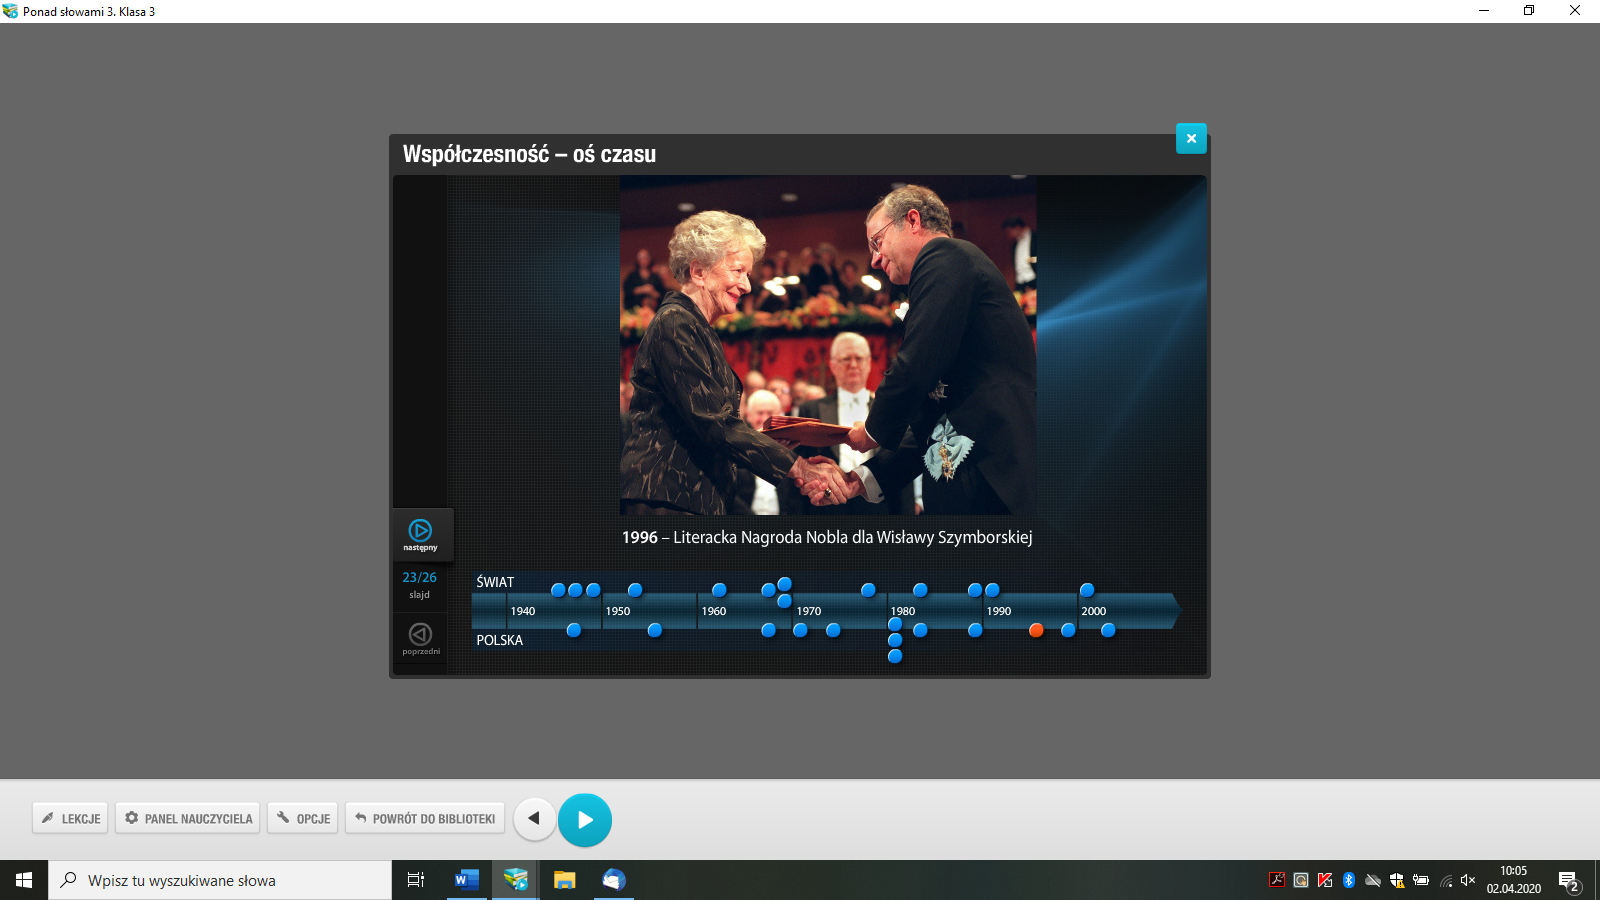 Ponad słowami 3. Klasa 3
Współczesność – oś czasu
1996 – Literacka Nagroda Nobla dla Wisławy Szymborskiej
następny
23/26
slajd
poprzedni
ŚWIAT
1940 1950 1960 1970 1980 1990 2000
POLSKA
LEKCJE PANEL NAUCZYCIELA OPCJE POWRÓT DO BIBLIOTEKI
Wpisz tu wyszukiwane słowa
10:05
02.04.2020
2